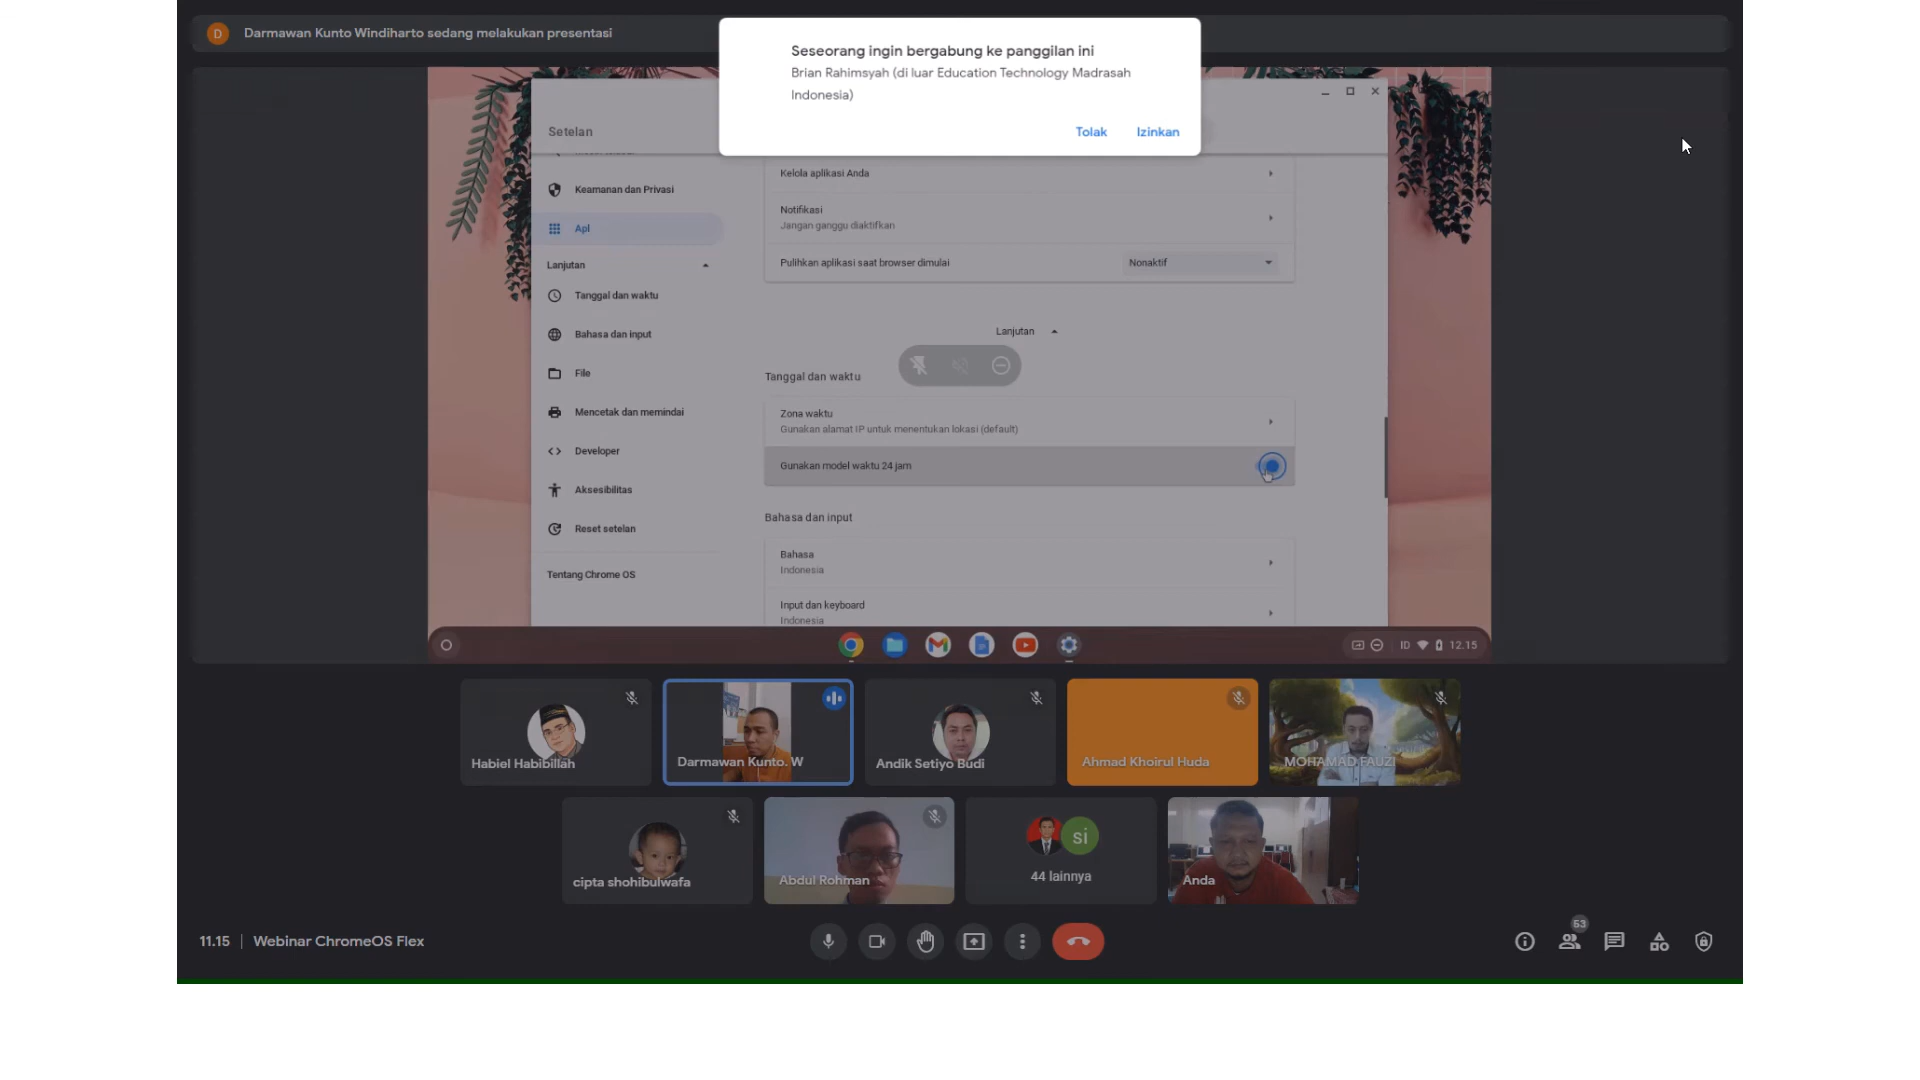 D
Darmawan Kunto Windiharto sedang melakukan presentasi
Seseorang ingin bergabung ke panggilan ini
Brian Rahimsyah (di luar Education Technology Madrasah
Indonesia)
Tolak
Izinkan
Setelan
Keamanan dan Privasi
Apl
Lanjutan
Tanggal dan waktu
Bahasa dan input
File
Mencetak dan memindai
Developer
Aksesibilitas
Reset setelan
Tentang Chrome OS
Kelola aplikasi Anda
Notifikasi
Jangan ganggu diaktifkan
Pulihkan aplikasi saat browser dimulai
Nonaktif
Lanjutan
Tanggal dan waktu
Zona waktu
Gunakan alamat IP untuk menentukan lokasi (default)
Gunakan model waktu 24 jam
Bahasa dan input
Bahasa
Indonesia
Input dan keyboard
Indonesia
ID
12.15
Habiel Habibillah
Darmawan Kunto. W
Andik Setiyo Budi
Ahmad Khoirul Huda
MOHAMAD FAUZI
cipta shohibulwafa
Abdul Rohman
si
44 lainnya
Anda
11.15
Webinar ChromeOS Flex
53